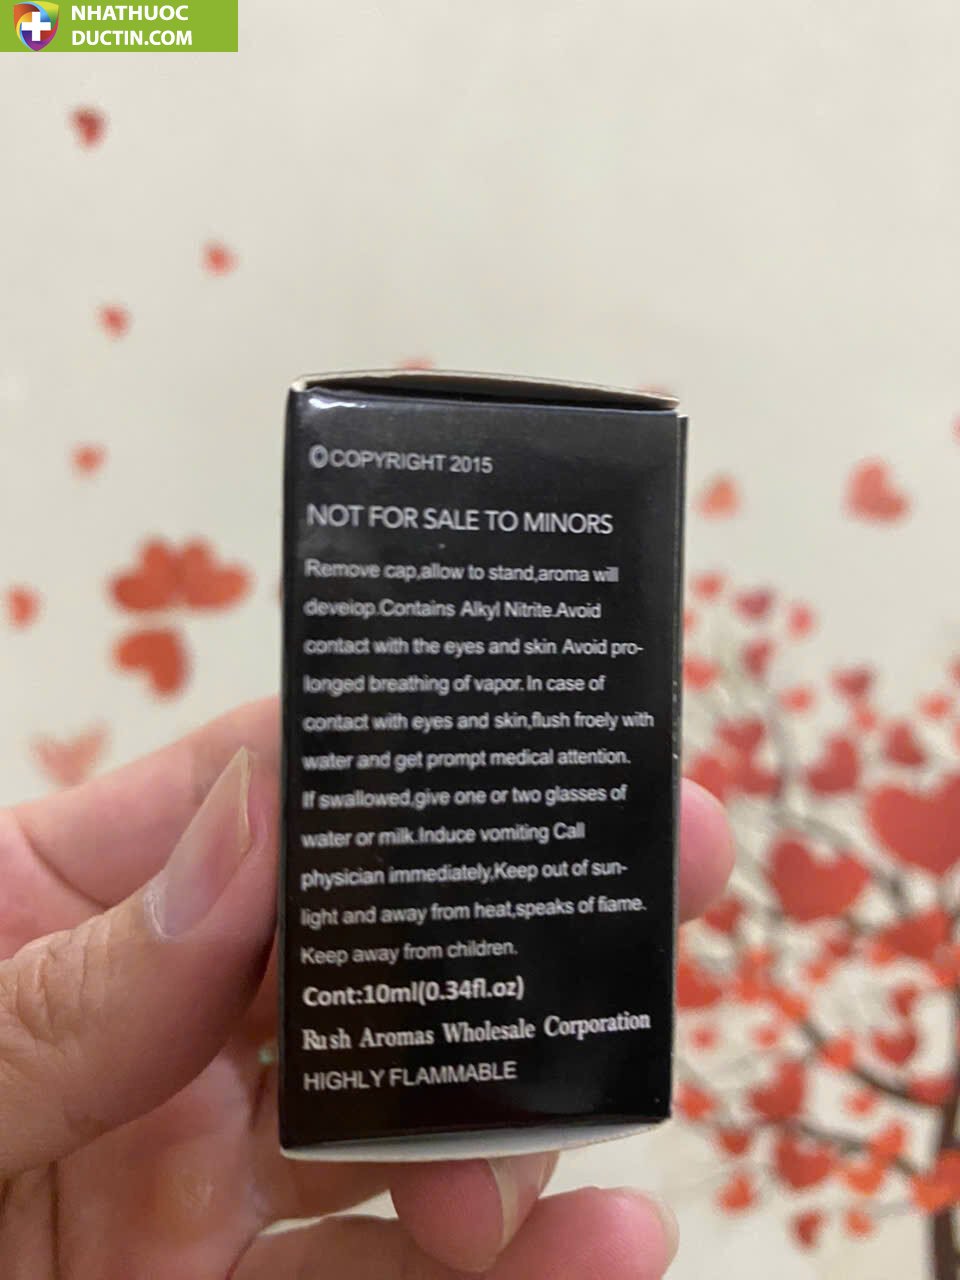 NHATHUOC
DUCTIN.COM
©COPYRIGHT 2015
NOT FOR SALE TO MINORS
Remove cap,allow to stand,aroma will
develop.Contains Alkyl Nitrite.Avoid
contact with the eyes and skin Avoid pro-
longed breathing of vapor. In case of
contact with eyes and skin,flush froely with
water and get prompt medical attention.
If swallowed,give one or two glasses of
water or milk.Induce vomiting Call
physician immediately,Keep out of sun-
light and away from heat,speaks of fiame.
Keep away from children.
Cont:10ml(0.34fl.oz)
Rush Aromas Wholesale Corporation
HIGHLY FLAMMABLE